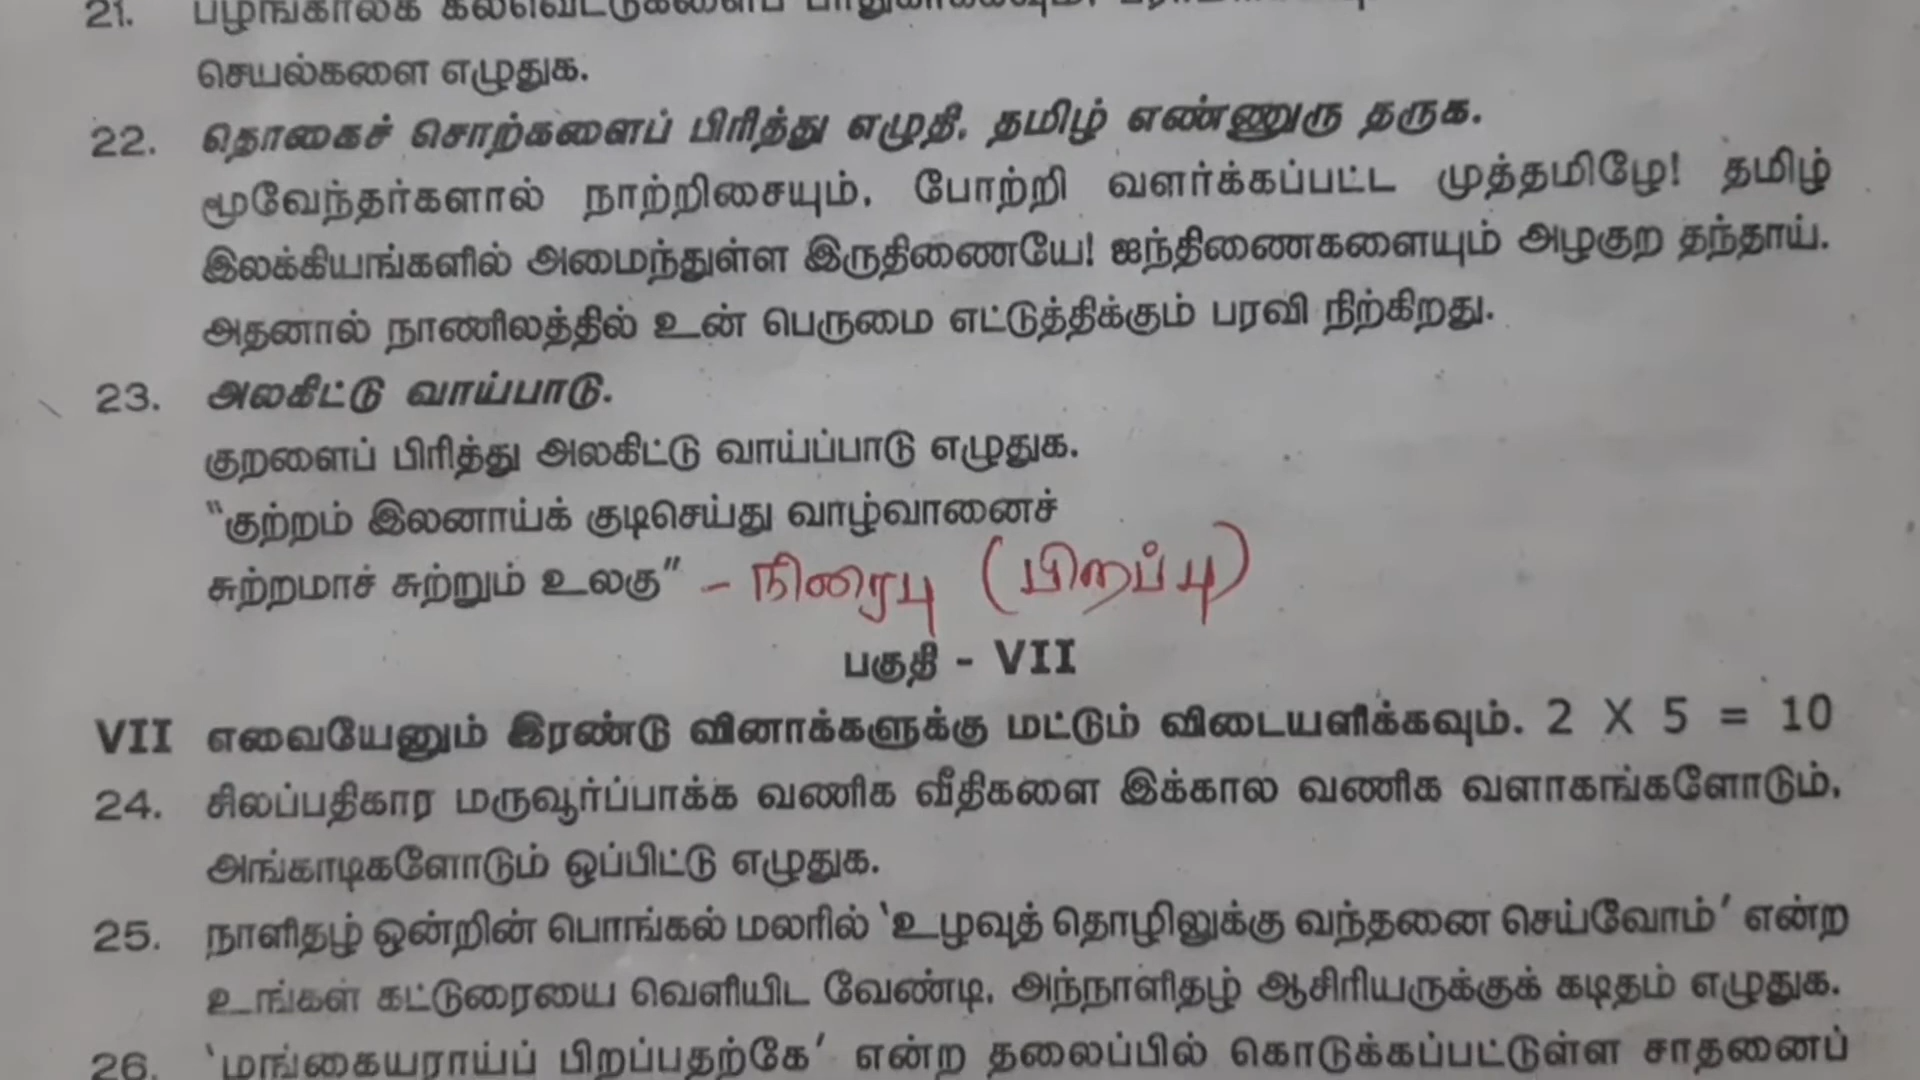 21. பழங்காலக் கல்வெட்டுகளைப்
செயல்களை எழுதுக.
22. தொகைச் சொற்களைப் பிரித்து எழுதி, தமிழ் எண்ணுரு தருக.
மூவேந்தர்களால் நாற்றிசையும், போற்றி வளர்க்கப்பட்ட முத்தமிழே! தமிழ்
இலக்கியங்களில் அமைந்துள்ள இருதிணையே! ஐந்திணைகளையும் அழகுற தந்தாய்.
அதனால் நாணிலத்தில் உன் பெருமை எட்டுத்திக்கும் பரவி நிற்கிறது.
23. அலகிட்டு வாய்பாடு.
குறளைப் பிரித்து அலகிட்டு வாய்ப்பாடு எழுதுக.
"குற்றம் இலனாய்க் குடிசெய்து வாழ்வானைச்
சுற்றமாச் சுற்றும் உலகு" - நிரைபு (பிறப்பு)
பகுதி - VII
VII எவையேனும் இரண்டு வினாக்களுக்கு மட்டும் விடையளிக்கவும். 2 X 5 = 10
24. சிலப்பதிகார மருவூர்ப்பாக்க வணிக வீதிகளை இக்கால வணிக வளாகங்களோடும்,
அங்காடிகளோடும் ஒப்பிட்டு எழுதுக.
25. நாளிதழ் ஒன்றின் பொங்கல் மலரில் 'உழவுத் தொழிலுக்கு வந்தனை செய்வோம்' என்ற
உங்கள் கட்டுரையை வெளியிட வேண்டி, அந்நாளிதழ் ஆசிரியருக்குக் கடிதம் எழுதுக.
26. 'மங்கையராய்ப் பிறப்பதற்கே' என்ற தலைப்பில் கொடுக்கப்பட்டுள்ள சாதனைப்